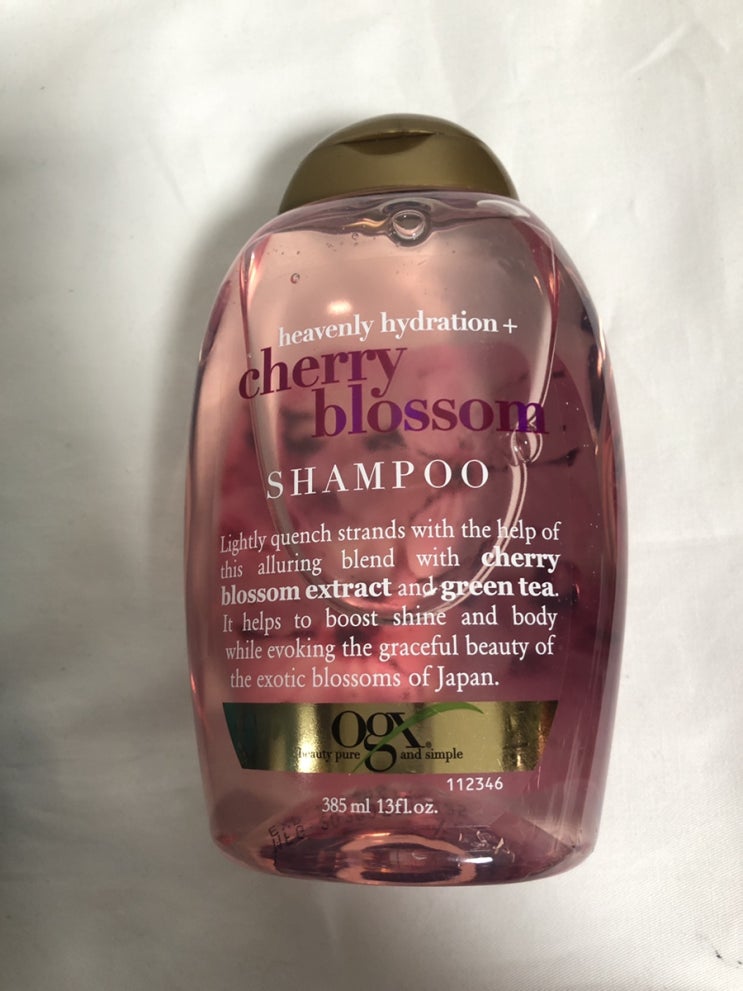 heavenly hydration +
cherry
blossom
SHAMPOO
Lightly quench strands with the help of
this alluring blend with cherry
blossom extract and green tea.
It helps to boost shine and body
while evoking the graceful beauty of
the exotic blossoms of Japan.
ogx®
beauty pure and simple
112346
385 ml 13fl.oz.